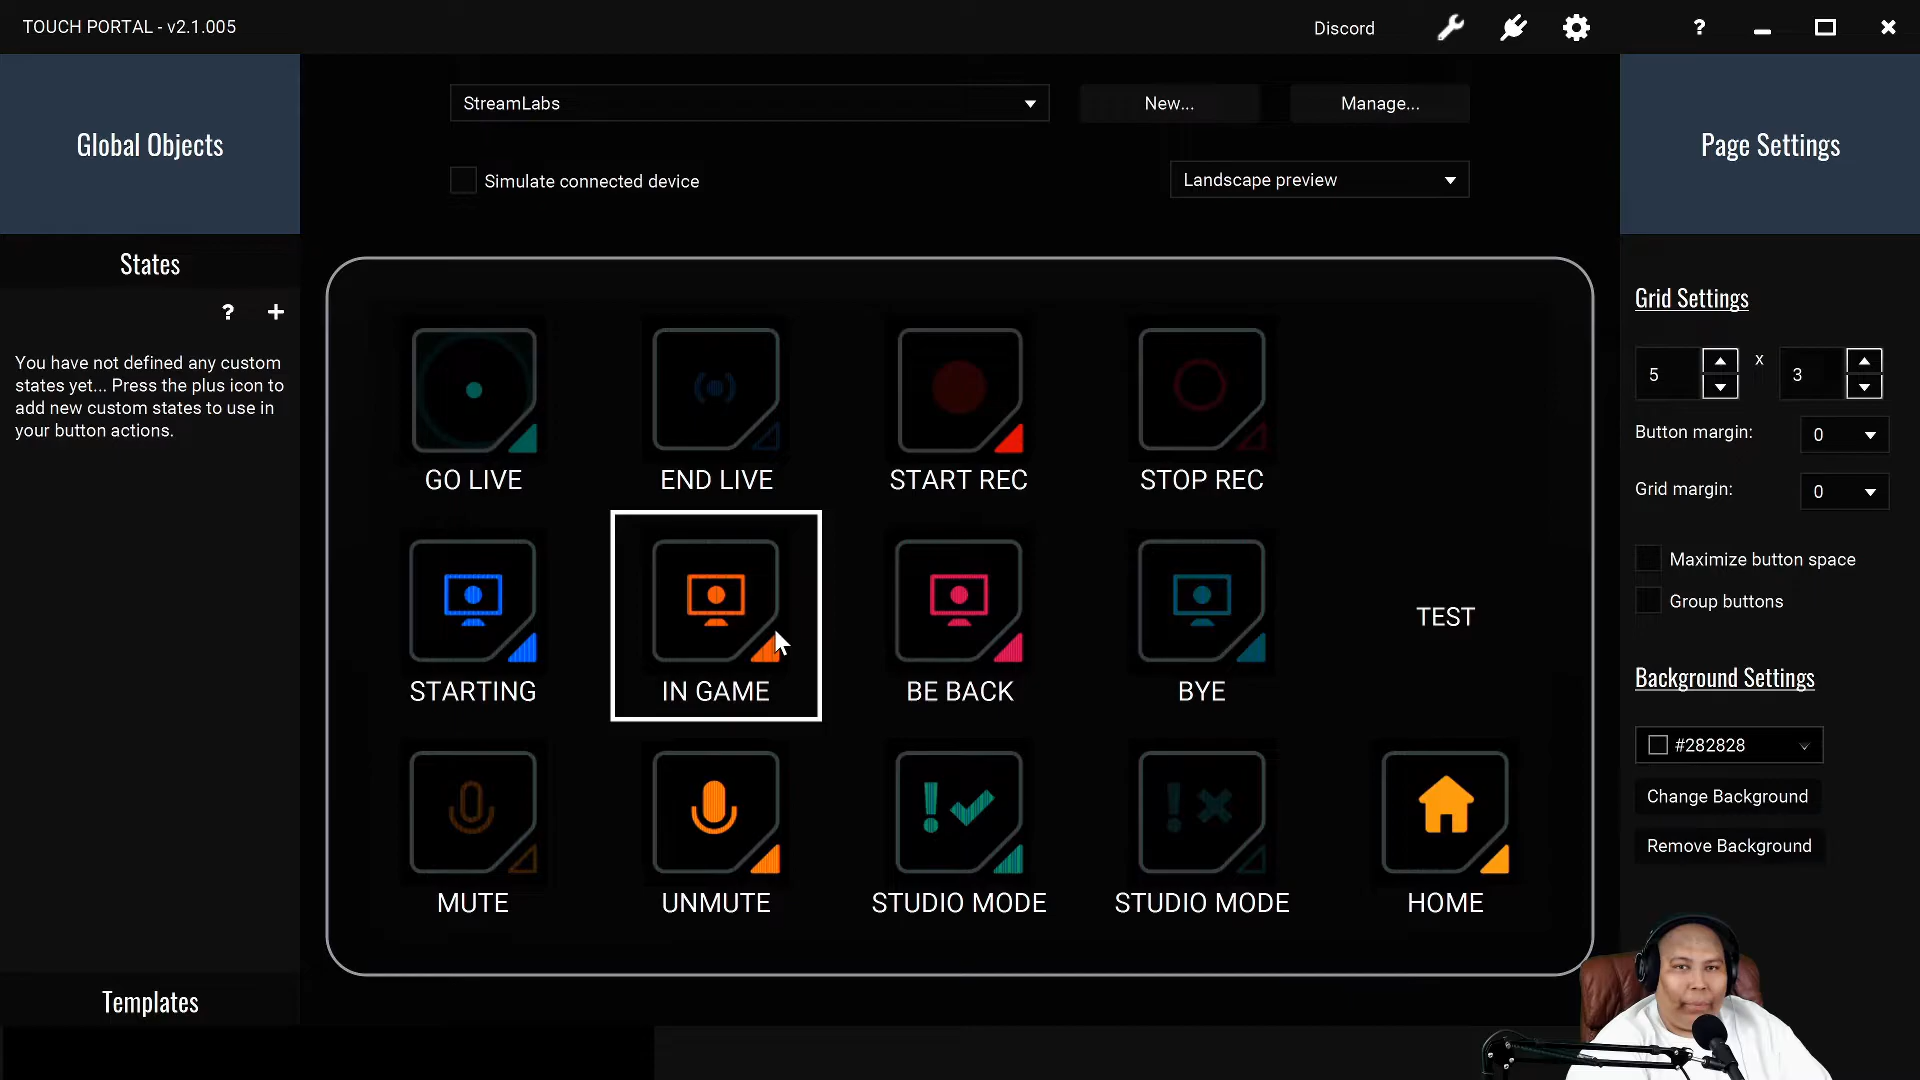 TOUCH PORTAL - v2.1.005
Discord
?
Global Objects
StreamLabs
New...
Manage...
Page Settings
Simulate connected device
Landscape preview
States
?
+
You have not defined any custom
states yet... Press the plus icon to
add new custom states to use in
your button actions.
GO LIVE
END LIVE
START REC
STOP REC
STARTING
IN GAME
BE BACK
BYE
TEST
MUTE
UNMUTE
STUDIO MODE
STUDIO MODE
HOME
Grid Settings
5 x 3
Button margin: 0
Grid margin: 0
Maximize button space
Group buttons
Background Settings
#282828
Change Background
Remove Background
Templates